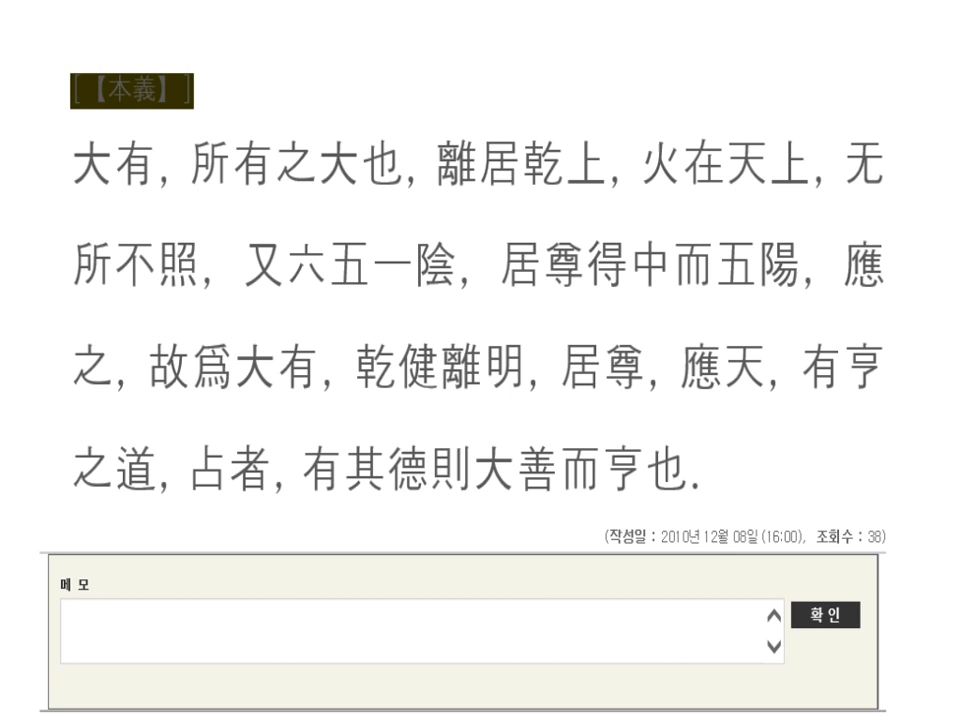 [【本義】]
大有, 所有之大也, 離居乾上, 火在天上, 无
所不照, 又六五一陰, 居尊得中而五陽, 應
之, 故爲大有, 乾健離明, 居尊, 應天, 有亨
之道, 占者, 有其德則大善而亨也.
(작성일 : 2010년 12월 08일 (16:00), 조회수 : 38)
메 모
확 인